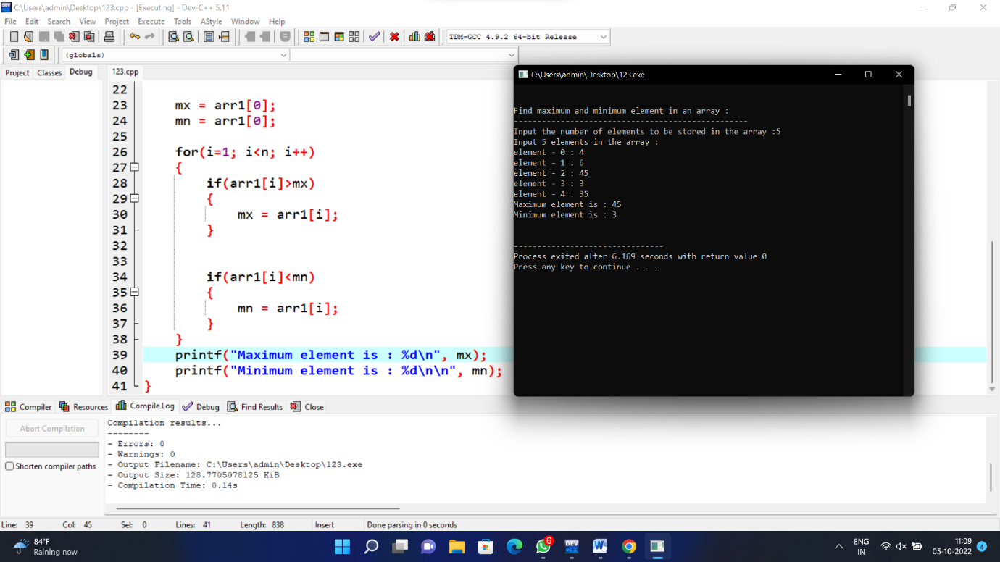 C:\Users\admin\Desktop\123.cpp - [Executing] - Dev-C++ 5.11
File Edit Search View Project Execute Tools AStyle Window Help
TDM-GCC 4.9.2 64-bit Release
(globals)
Project Classes Debug
123.cpp
22
23 mx = arr1[0];
24 mn = arr1[0];
25
26 for(i=1; i<n; i++)
27 {
28 if(arr1[i]>mx)
29 {
30 mx = arr1[i];
31 }
32
33
34 if(arr1[i]<mn)
35 {
36 mn = arr1[i];
37 }
38 }
39 printf("Maximum element is : %d\n", mx);
40 printf("Minimum element is : %d\n\n", mn);
41 }
C:\Users\admin\Desktop\123.exe
Find maximum and minimum element in an array :
--------------------------------------------------
Input the number of elements to be stored in the array :5
Input 5 elements in the array :
element - 0 : 4
element - 1 : 6
element - 2 : 45
element - 3 : 3
element - 4 : 35
Maximum element is : 45
Minimum element is : 3
--------------------------------
Process exited after 6.169 seconds with return value 0
Press any key to continue . . .
Compiler Resources Compile Log Debug Find Results Close
Abort Compilation
Shorten compiler paths
Compilation results...
--------
- Errors: 0
- Warnings: 0
- Output Filename: C:\Users\admin\Desktop\123.exe
- Output Size: 128.7705078125 KiB
- Compilation Time: 0.14s
Line: 39 Col: 45 Sel: 0 Lines: 41 Length: 838 Insert Done parsing in 0 seconds
84°F
Raining now
6
DEV
W
ENG
IN
11:09
05-10-2022
4